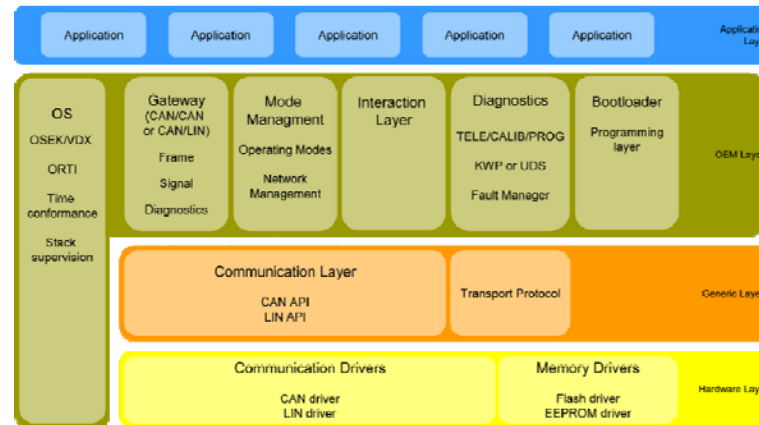 Application
Application
Application
Application
Application
OS
OSEK/VDX
ORTI
Time
conformance
Stack
supervision
Gateway
(CAN/CAN
or CAN/LIN)
Frame
Signal
Diagnostics
Mode
Managment
Operating Modes
Network
Management
Interaction
Layer
Diagnostics
TELE/CALIB/PROG
KWP or UDS
Fault Manager
Bootloader
Programming
layer
OEM
Communication Layer
CAN API
LIN API
Transport Protocol
Generic
Communication Drivers
CAN driver
LIN driver
Memory Drivers
Flash driver
EEPROM driver
Hardware